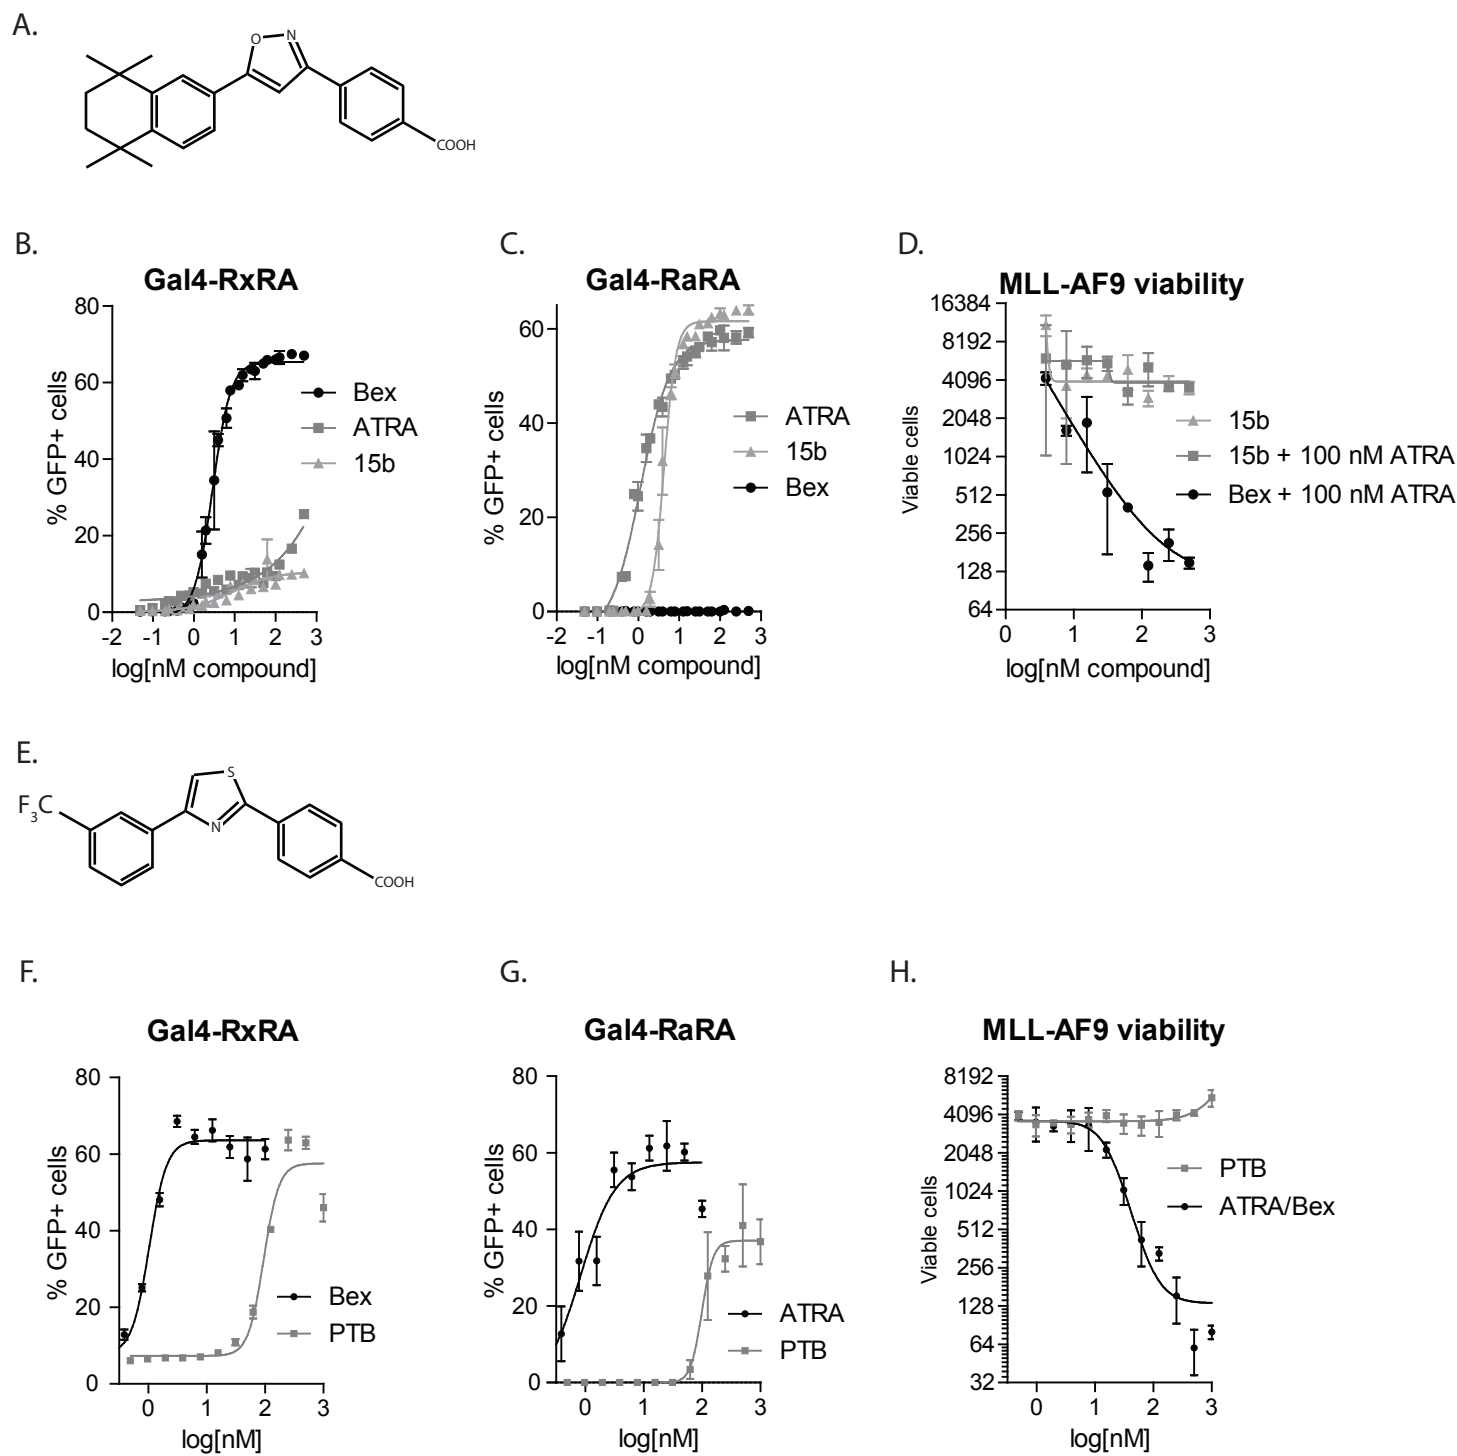 A.
O N
COOH
B.
Gal4-RxRA
80
60
40
20
0
% GFP+ cells
Bex
ATRA
15b
-2 -1 0 1 2 3
log[nM compound]
C.
Gal4-RaRA
60
40
20
0
% GFP+ cells
ATRA
15b
Bex
-2 -1 0 1 2 3
log[nM compound]
D.
MLL-AF9 viability
16384
8192
4096
2048
1024
512
256
128
64
Viable cells
15b
15b + 100 nM ATRA
Bex + 100 nM ATRA
0 1 2 3
log[nM compound]
E.
F3C
S
N
COOH
F.
Gal4-RxRA
80
60
40
20
0
% GFP+ cells
Bex
PTB
0 1 2 3
log[nM]
G.
Gal4-RaRA
80
60
40
20
0
% GFP+ cells
ATRA
PTB
0 1 2 3
log[nM]
H.
MLL-AF9 viability
8192
4096
2048
1024
512
256
128
64
32
Viable cells
PTB
ATRA/Bex
0 1 2 3
log[nM]